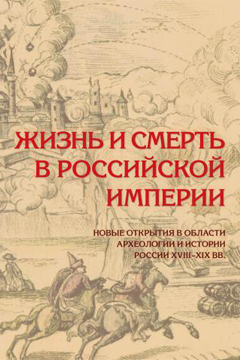 ЖИЗНЬ И СМЕРТЬ
В РОССИЙСКОЙ
ИМПЕРИИ
НОВЫЕ ОТКРЫТИЯ В ОБЛАСТИ
АРХЕОЛОГИИ И ИСТОРИИ
РОССИИ XVIII–XIX ВВ.